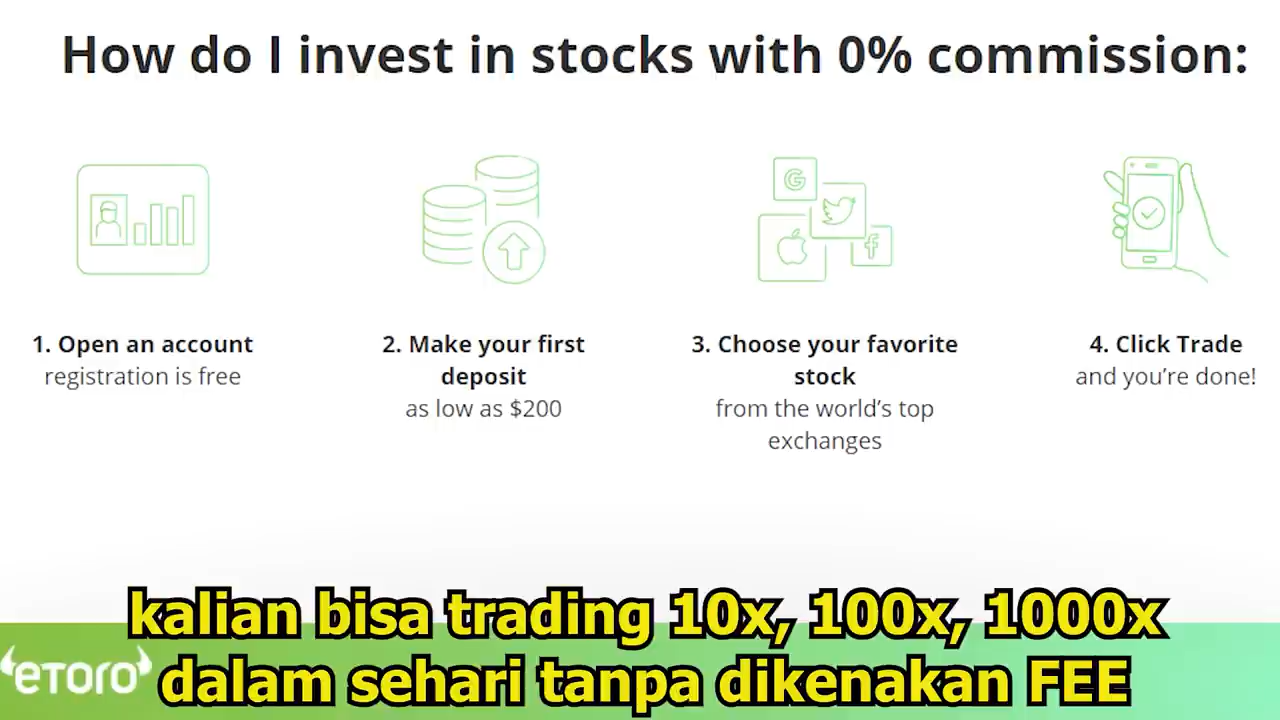 How do I invest in stocks with 0% commission:
1. Open an account
registration is free
2. Make your first
deposit
as low as $200
3. Choose your favorite
stock
from the world's top
exchanges
4. Click Trade
and you're done!
kalian bisa trading 10x, 100x, 1000x
dalam sehari tanpa dikenakan FEE
eTORO